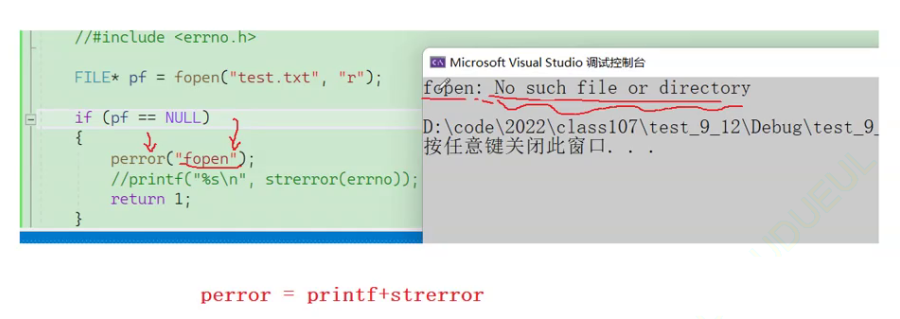 //#include <errno.h>
FILE* pf = fopen("test.txt", "r");
if (pf == NULL)
{
perror("fopen");
//printf("%s\n", strerror(errno));
return 1;
}
Microsoft Visual Studio 调试控制台
fopen: No such file or directory
D:\code\2022\class107\test_9_12\Debug\test_9_
按任意键关闭此窗口. . .
perror = printf+strerror